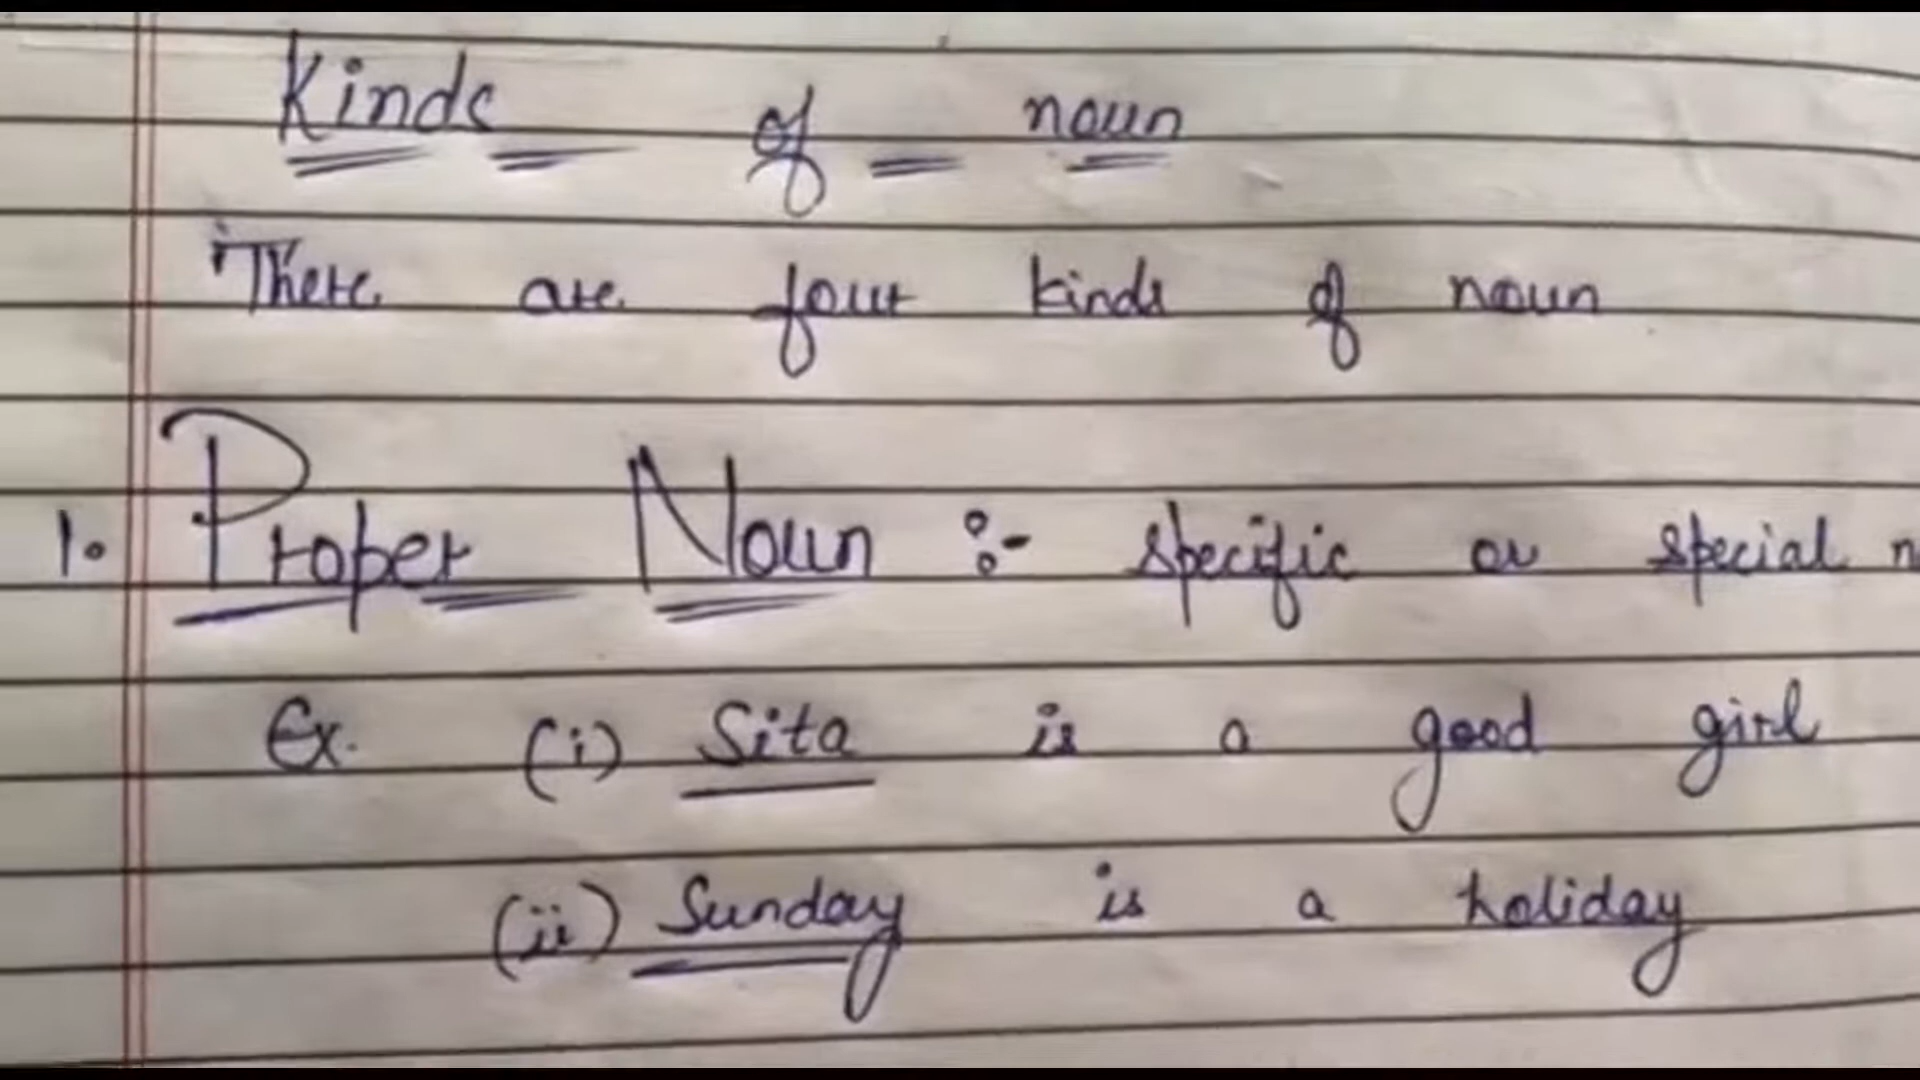 Kinds of noun
There are four kinds of noun
1. Proper Noun :- specific or special
Ex. (i) Sita is a good girl
(ii) Sunday is a holiday